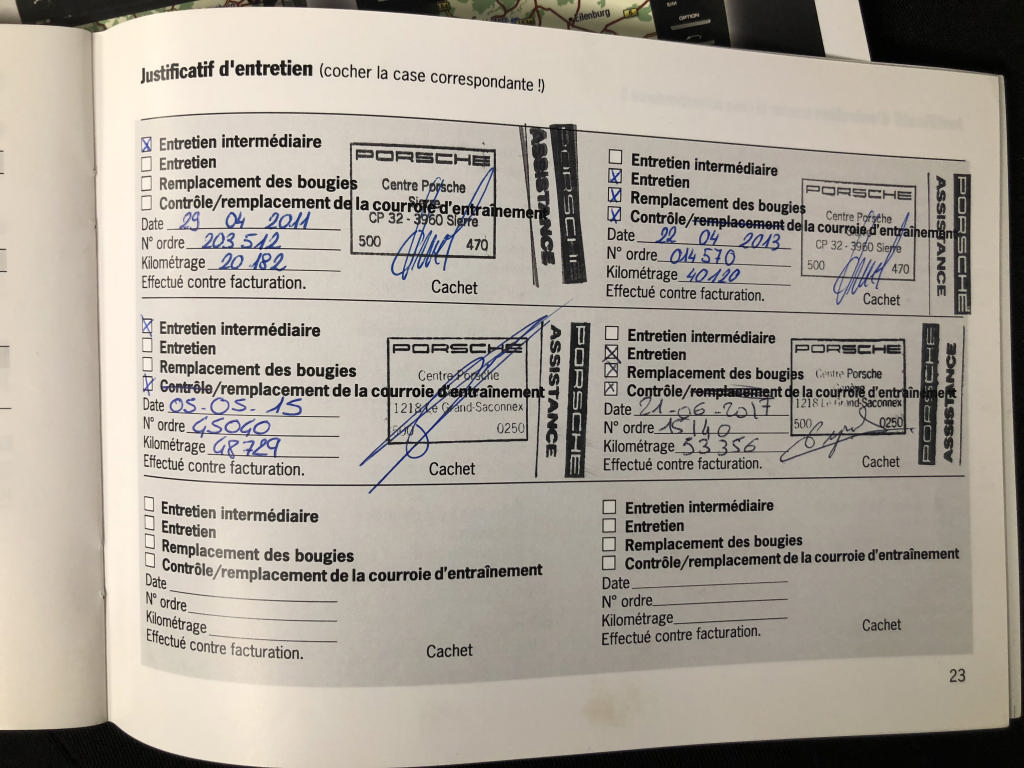 Eilenburg
OPTION
Justificatif d'entretien (cocher la case correspondante !)
Entretien intermédiaire
Entretien
Remplacement des bougies
Contrôle/remplacement de la courroie d'entraînement
Date 29 04 2011
N° ordre 203 512
Kilométrage 20 182
Effectué contre facturation.
Cachet
PORSCHE
Centre Porsche
Sierre
CP 32 - 3960 Sierre
500 470
PORSCHE
ASSISTANCE
Entretien intermédiaire
Entretien
Remplacement des bougies
Contrôle/remplacement de la courroie d'entraînement
Date 22 04 2013
N° ordre 014 570
Kilométrage 40120
Effectué contre facturation.
Cachet
PORSCHE
Centre Porsche
CP 32 - 3960 Sierre
500 470
PORSCHE
ASSISTANCE
Entretien intermédiaire
Entretien
Remplacement des bougies
Contrôle/remplacement de la courroie d'entraînement
Date 05-05-15
N° ordre 45040
Kilométrage 48729
Effectué contre facturation.
Cachet
PORSCHE
Centre Porsche
1218 Le Grand-Saconnex
500 0250
PORSCHE
ASSISTANCE
Entretien intermédiaire
Entretien
Remplacement des bougies
Contrôle/remplacement de la courroie d'entraînement
Date 21-06-2017
N° ordre 15140
Kilométrage 53356
Effectué contre facturation.
Cachet
PORSCHE
Centre Porsche
1218 Le Grand-Saconnex
500 0250
PORSCHE
ASSISTANCE
Entretien intermédiaire
Entretien
Remplacement des bougies
Contrôle/remplacement de la courroie d'entraînement
Date
N° ordre
Kilométrage
Effectué contre facturation.
Cachet
Entretien intermédiaire
Entretien
Remplacement des bougies
Contrôle/remplacement de la courroie d'entraînement
Date
N° ordre
Kilométrage
Effectué contre facturation.
Cachet
23